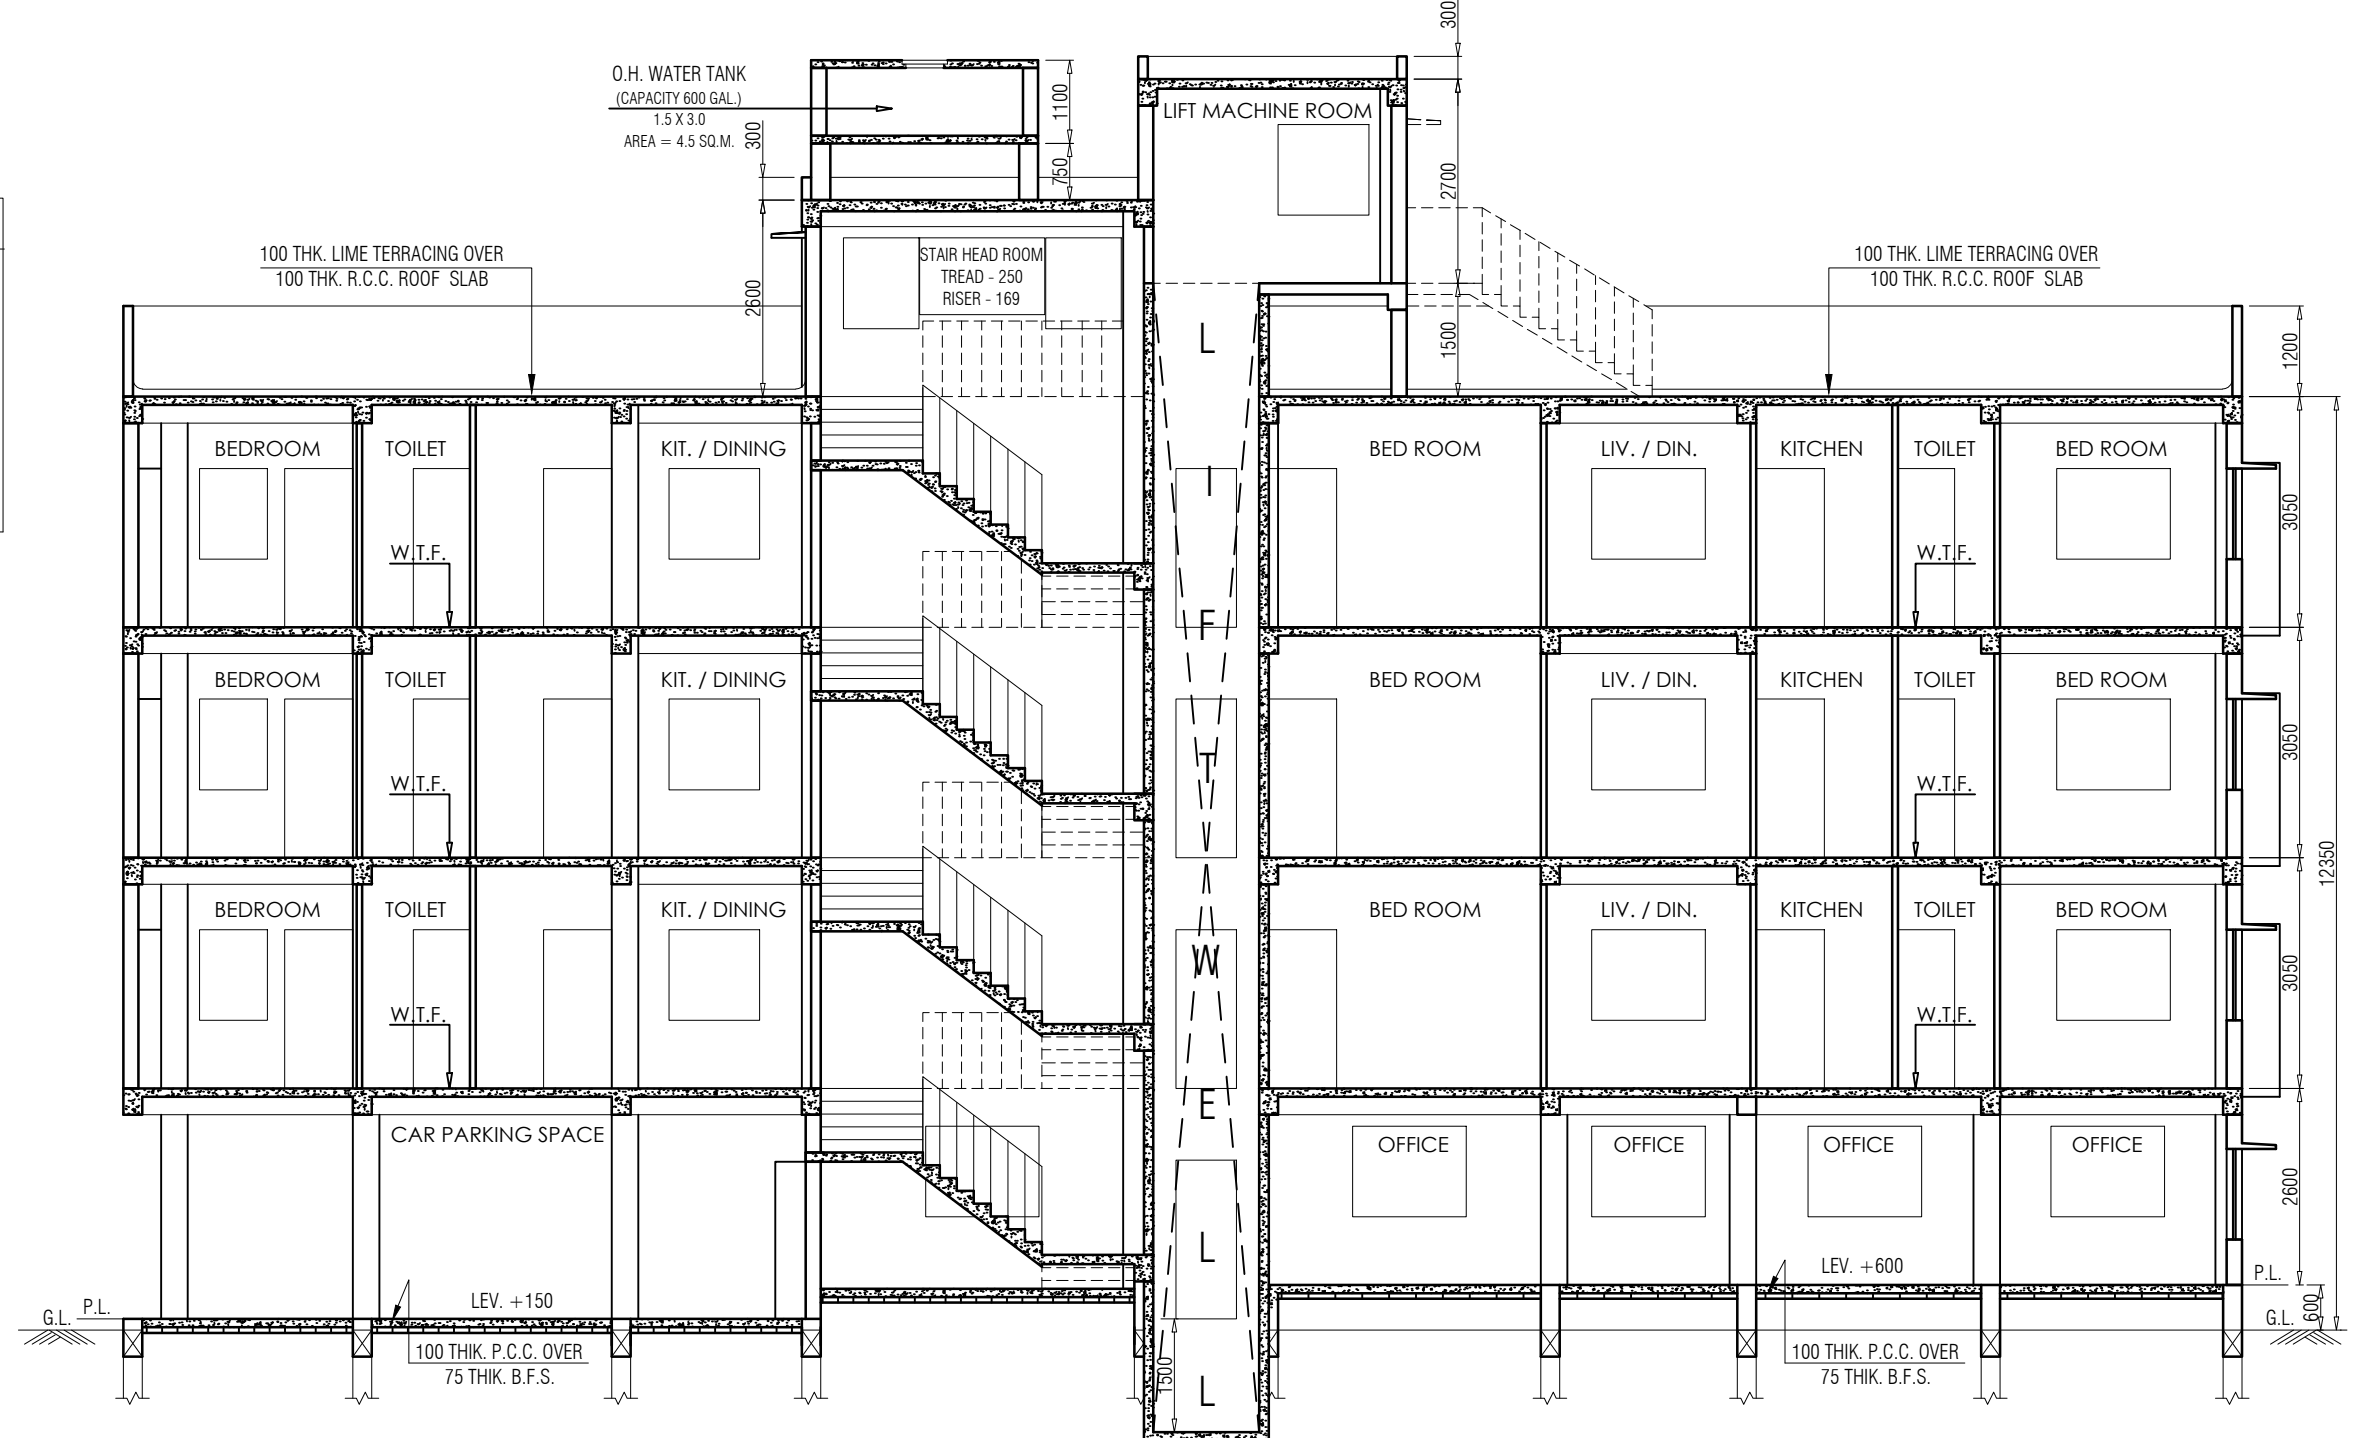 300
O.H. WATER TANK
(CAPACITY 600 GAL.)
1.5 X 3.0
AREA = 4.5 SQ.M.
1100
300
750
LIFT MACHINE ROOM
2700
100 THK. LIME TERRACING OVER
100 THK. R.C.C. ROOF SLAB
2600
STAIR HEAD ROOM
TREAD - 250
RISER - 169
1500
100 THK. LIME TERRACING OVER
100 THK. R.C.C. ROOF SLAB
1200
L
I
F
T
W
E
L
L
BEDROOM TOILET KIT. / DINING BED ROOM LIV. / DIN. KITCHEN TOILET BED ROOM
3050
W.T.F. W.T.F.
BEDROOM TOILET KIT. / DINING BED ROOM LIV. / DIN. KITCHEN TOILET BED ROOM
3050
W.T.F. W.T.F.
12350
BEDROOM TOILET KIT. / DINING BED ROOM LIV. / DIN. KITCHEN TOILET BED ROOM
3050
W.T.F. W.T.F.
CAR PARKING SPACE OFFICE OFFICE OFFICE OFFICE
2600
LEV. +600
P.L.
LEV. +150
P.L.
G.L.
G.L.
600
100 THIK. P.C.C. OVER
75 THIK. B.F.S.
1500
100 THIK. P.C.C. OVER
75 THIK. B.F.S.